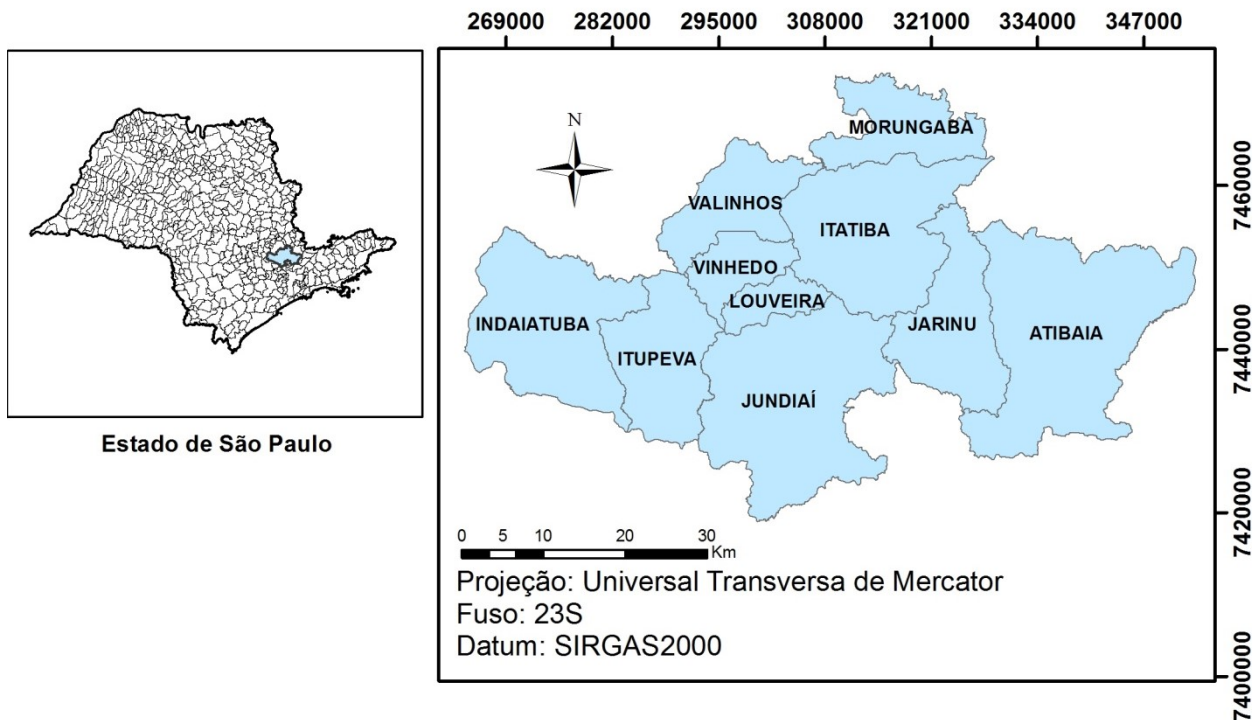 269000 282000 295000 308000 321000 334000 347000
N
MORUNGABA
7460000
VALINHOS
ITATIBA
VINHEDO
LOUVEIRA
INDAIATUBA
JARINU
ATIBAIA
ITUPEVA
7440000
JUNDIAÍ
Estado de São Paulo
7420000
0 5 10 20 30
Km
Projeção: Universal Transversa de Mercator
Fuso: 23S
Datum: SIRGAS2000
7400000